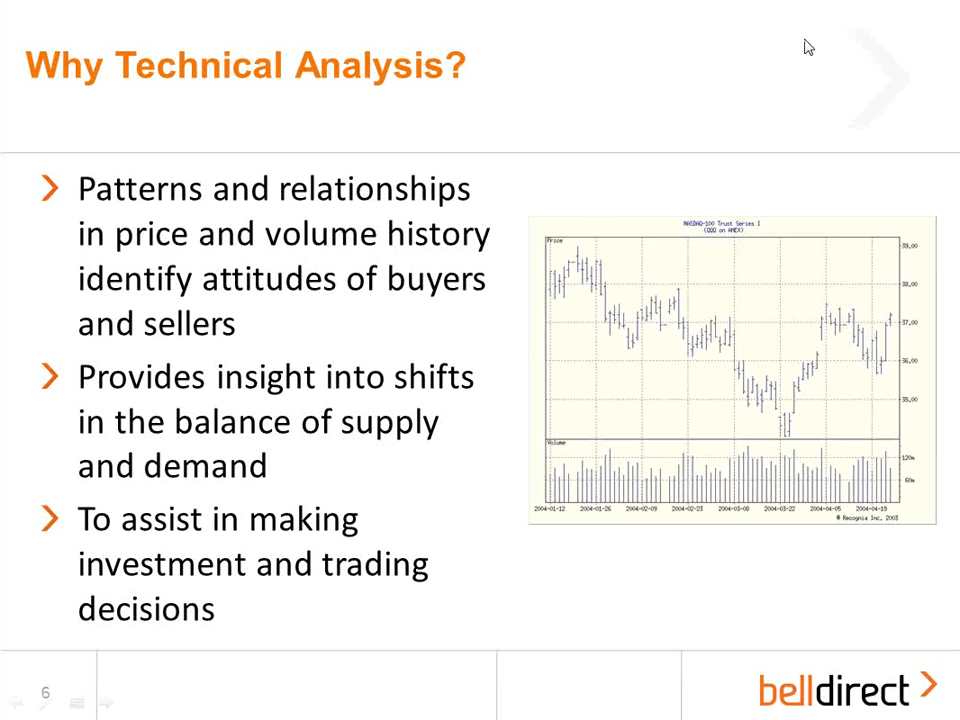 Why Technical Analysis?
Patterns and relationships
in price and volume history
identify attitudes of buyers
and sellers
Provides insight into shifts
in the balance of supply
and demand
To assist in making
investment and trading
decisions
NASDAQ-100 Trust Series I
(QQQ on AMEX)
Price
39.00
38.00
37.00
36.00
35.00
Volume
120m
60m
2004-01-12 2004-01-26 2004-02-09 2004-02-23 2004-03-08 2004-03-22 2004-04-05 2004-04-19
© Recognia Inc. 2003
6
belldirect